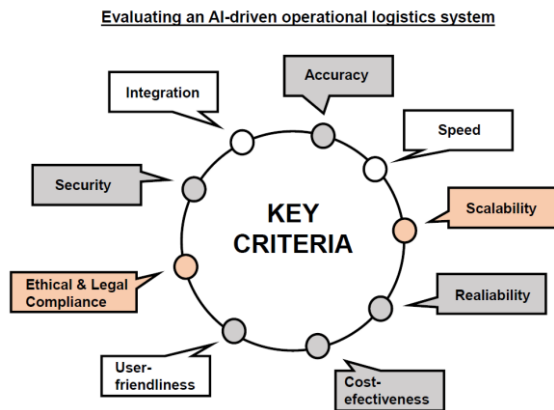 Evaluating an AI-driven operational logistics system
Accuracy
Integration
Speed
Security
KEY
CRITERIA
Scalability
Ethical & Legal
Compliance
Realiability
User-
friendliness
Cost-
efectiveness